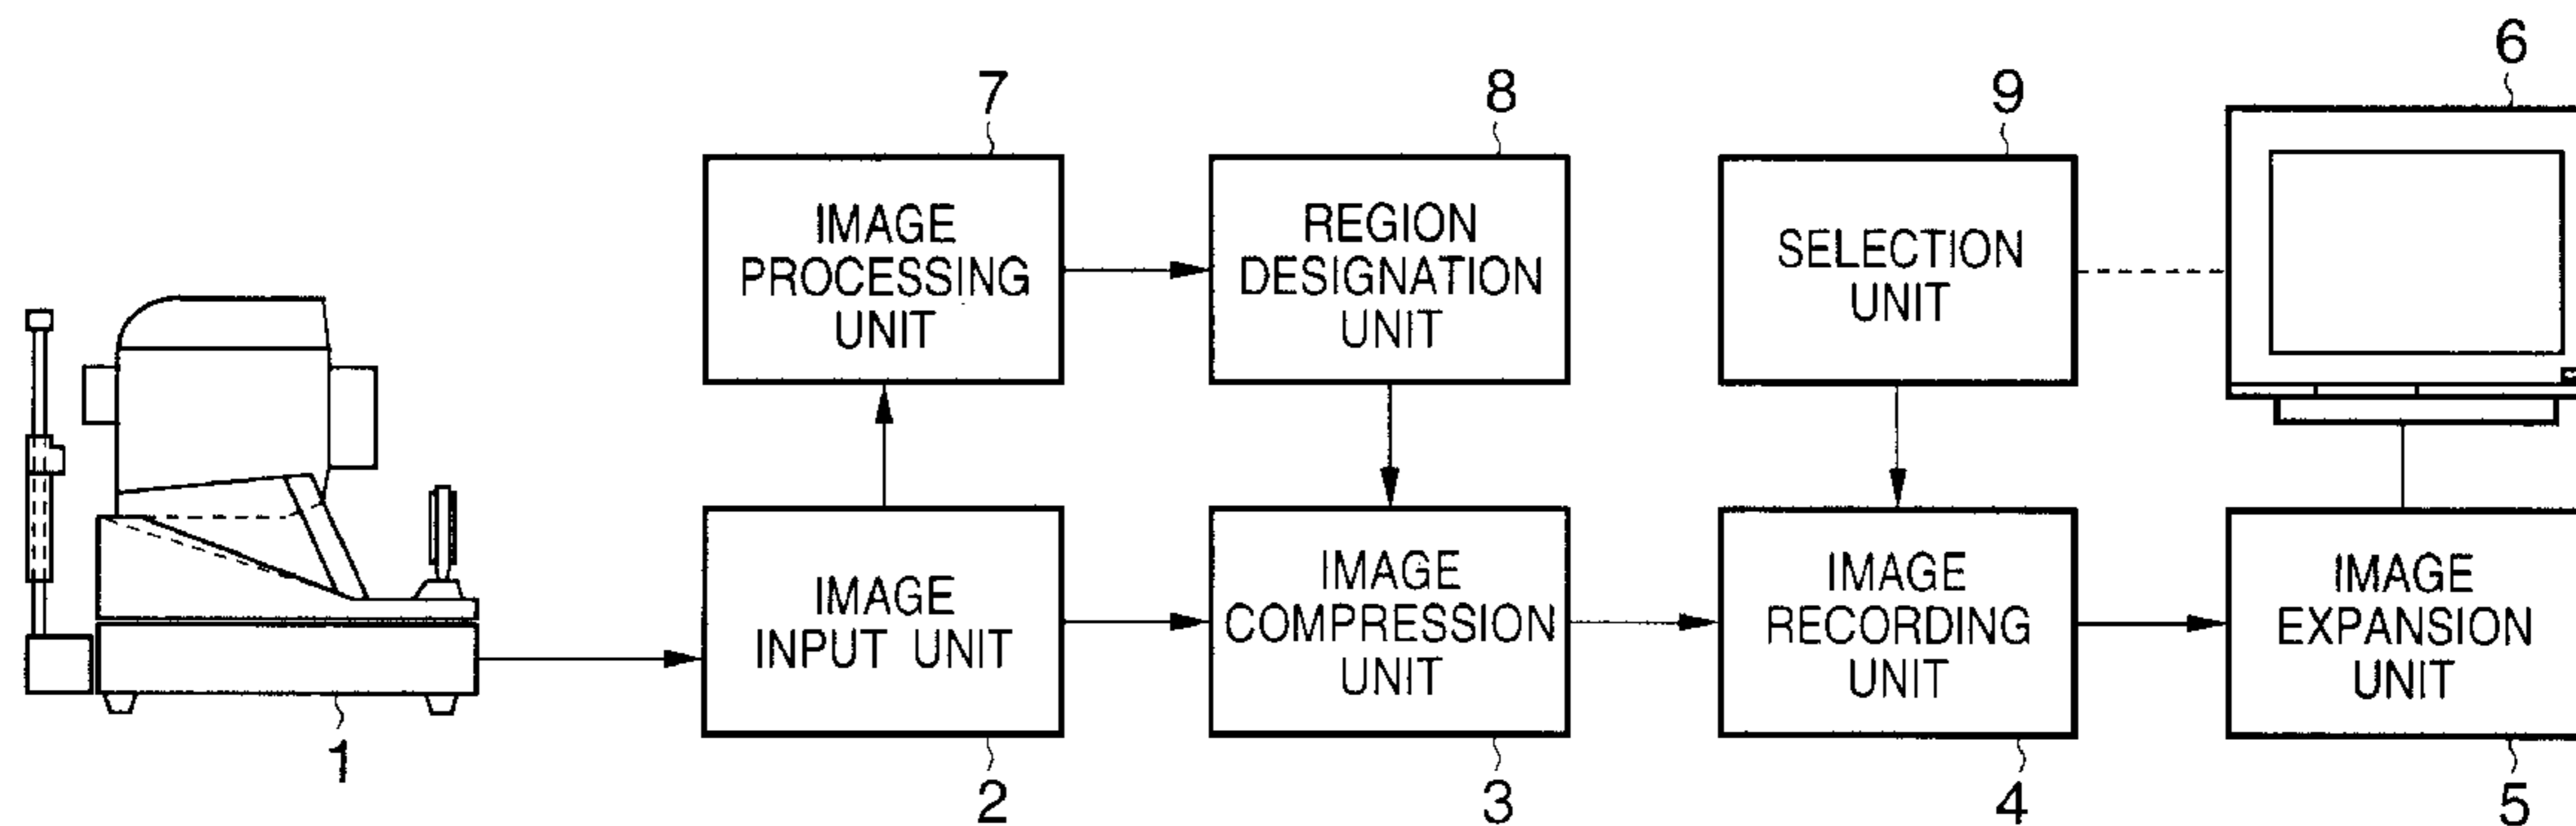 6
7
8
9
IMAGE
PROCESSING
UNIT
REGION
DESIGNATION
UNIT
SELECTION
UNIT
IMAGE
INPUT UNIT
IMAGE
COMPRESSION
UNIT
IMAGE
RECORDING
UNIT
IMAGE
EXPANSION
UNIT
1
2
3
4
5